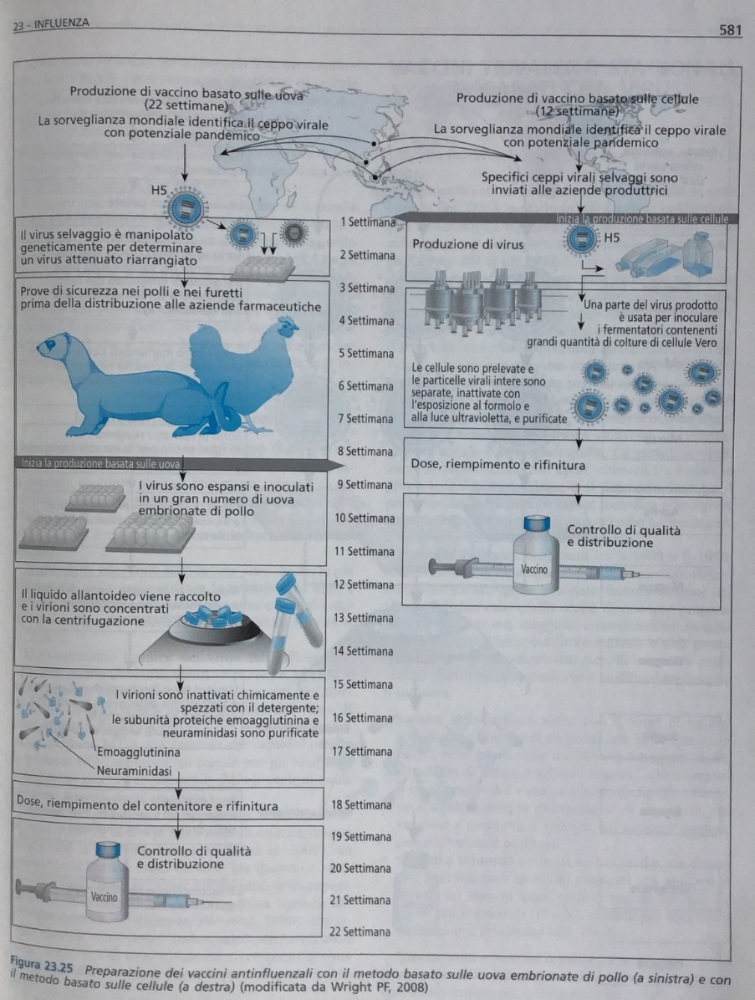 23 - INFLUENZA
581
Produzione di vaccino basato sulle uova
(22 settimane)
La sorveglianza mondiale identifica il ceppo virale
con potenziale pandemico
H5
Il virus selvaggio è manipolato
geneticamente per determinare
un virus attenuato riarrangiato
Prove di sicurezza nei polli e nei furetti
prima della distribuzione alle aziende farmaceutiche
Inizia la produzione basata sulle uova
I virus sono espansi e inoculati
in un gran numero di uova
embrionate di pollo
Il liquido allantoideo viene raccolto
e i virioni sono concentrati
con la centrifugazione
I virioni sono inattivati chimicamente e
spezzati con il detergente;
le subunità proteiche emoagglutinina e
neuraminidasi sono purificate
Emoagglutinina
Neuraminidasi
Dose, riempimento del contenitore e rifinitura
Controllo di qualità
e distribuzione
Vaccino
1 Settimana
2 Settimana
3 Settimana
4 Settimana
5 Settimana
6 Settimana
7 Settimana
8 Settimana
9 Settimana
10 Settimana
11 Settimana
12 Settimana
13 Settimana
14 Settimana
15 Settimana
16 Settimana
17 Settimana
18 Settimana
19 Settimana
20 Settimana
21 Settimana
22 Settimana
Produzione di vaccino basato sulle cellule
(12 settimane)
La sorveglianza mondiale identifica il ceppo virale
con potenziale pandemico
Specifici ceppi virali selvaggi sono
inviati alle aziende produttrici
Inizia la produzione basata sulle cellule
Produzione di virus
H5
Una parte del virus prodotto
è usata per inoculare
i fermentatori contenenti
grandi quantità di colture di cellule Vero
Le cellule sono prelevate e
le particelle virali intere sono
separate, inattivate con
l'esposizione al formolo e
alla luce ultravioletta, e purificate
Dose, riempimento e rifinitura
Controllo di qualità
e distribuzione
Vaccino
Figura 23.25 Preparazione dei vaccini antinfluenzali con il metodo basato sulle uova embrionate di pollo (a sinistra) e con
il metodo basato sulle cellule (a destra) (modificata da Wright PF, 2008)